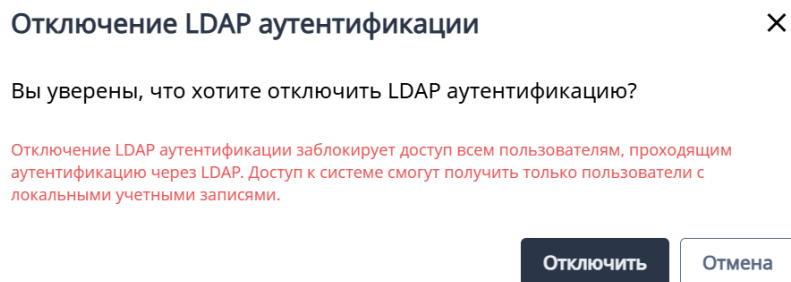 Отключение LDAP аутентификации
Вы уверены, что хотите отключить LDAP аутентификацию?
Отключение LDAP аутентификации заблокирует доступ всем пользователям, проходящим
аутентификацию через LDAP. Доступ к системе смогут получить только пользователи с
локальными учетными записями.
Отключить Отмена